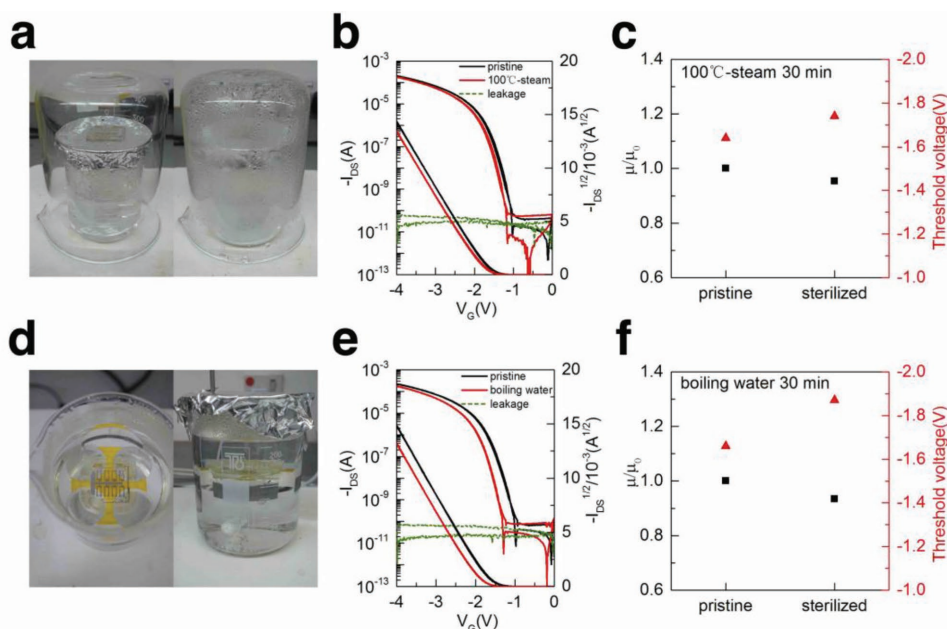 a
b
10^-3
10^-5
10^-7
10^-9
10^-11
10^-13
-I_DS(A)
pristine
100℃-steam
leakage
20
15
10
5
0
-I_DS^1/2/10^-3(A^1/2)
-4 -3 -2 -1 0
V_G(V)
c
100℃-steam 30 min
1.4
1.2
1.0
0.8
0.6
μ/μ₀
-2.0
-1.8
-1.6
-1.4
-1.2
-1.0
Threshold voltage(V)
pristine sterilized
d
e
10^-3
10^-5
10^-7
10^-9
10^-11
10^-13
-I_DS(A)
pristine
boiling water
leakage
20
15
10
5
0
-I_DS^1/2/10^-3(A^1/2)
-4 -3 -2 -1 0
V_G(V)
f
boiling water 30 min
1.4
1.2
1.0
0.8
0.6
μ/μ₀
-2.0
-1.8
-1.6
-1.4
-1.2
-1.0
Threshold voltage(V)
pristine sterilized